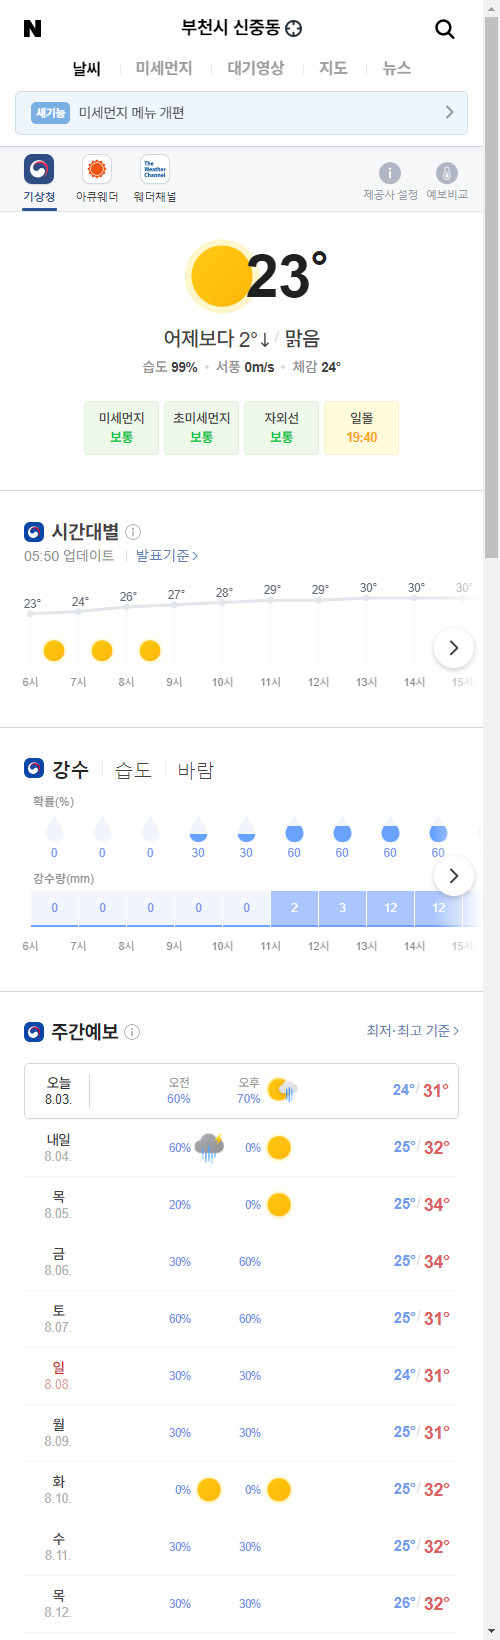 N 부천시 신중동
날씨 미세먼지 대기영상 지도 뉴스
새기능 미세먼지 메뉴 개편
The Weather Channel
기상청 아큐웨더 웨더채널 제공사 설정 예보비교
23°
어제보다 2°↓ / 맑음
습도 99% • 서풍 0m/s • 체감 24°
미세먼지 초미세먼지 자외선 일몰
보통 보통 보통 19:40
시간대별
05:50 업데이트 발표기준 >
23° 24° 26° 27° 28° 29° 29° 30° 30° 30°
6시 7시 8시 9시 10시 11시 12시 13시 14시 15시
강수 습도 바람
확률(%)
0 0 0 30 30 60 60 60 60
강수량(mm)
0 0 0 0 0 2 3 12 12
6시 7시 8시 9시 10시 11시 12시 13시 14시 15시
주간예보 최저·최고 기준 >
오늘 오전 오후
8.03. 60% 70% 24°/ 31°
내일
8.04. 60% 0% 25°/ 32°
목
8.05. 20% 0% 25°/ 34°
금
8.06. 30% 60% 25°/ 34°
토
8.07. 60% 60% 25°/ 31°
일
8.08. 30% 30% 24°/ 31°
월
8.09. 30% 30% 25°/ 31°
화
8.10. 0% 0% 25°/ 32°
수
8.11. 30% 30% 25°/ 32°
목
8.12. 30% 30% 26°/ 32°